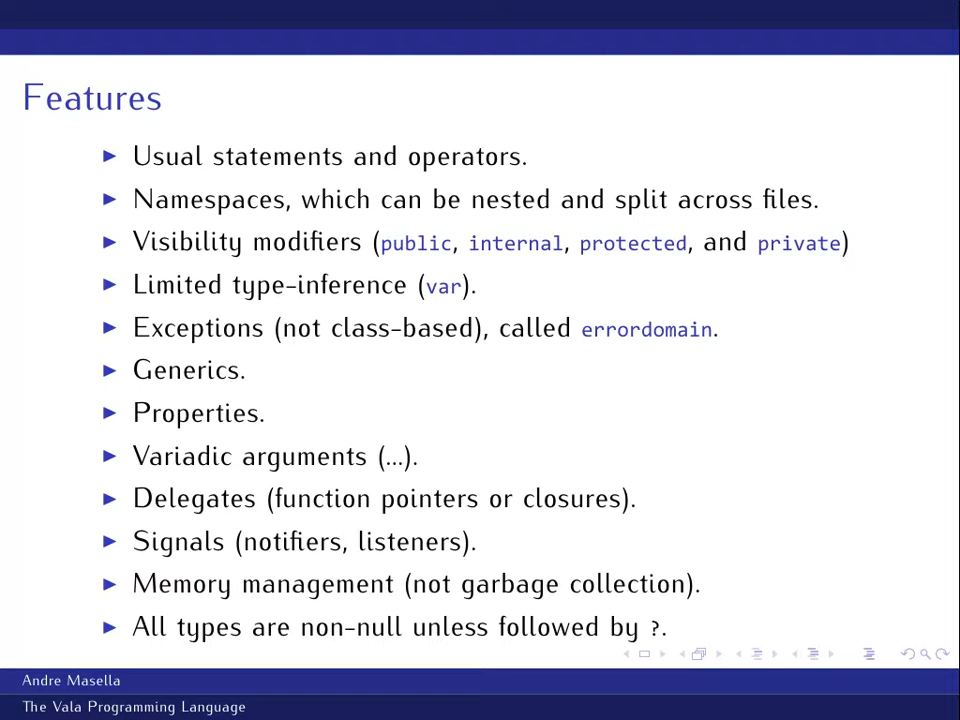 Features
Usual statements and operators.
Namespaces, which can be nested and split across files.
Visibility modifiers (public, internal, protected, and private)
Limited type-inference (var).
Exceptions (not class-based), called errordomain.
Generics.
Properties.
Variadic arguments (...).
Delegates (function pointers or closures).
Signals (notifiers, listeners).
Memory management (not garbage collection).
All types are non-null unless followed by ?.
Andre Masella
The Vala Programming Language